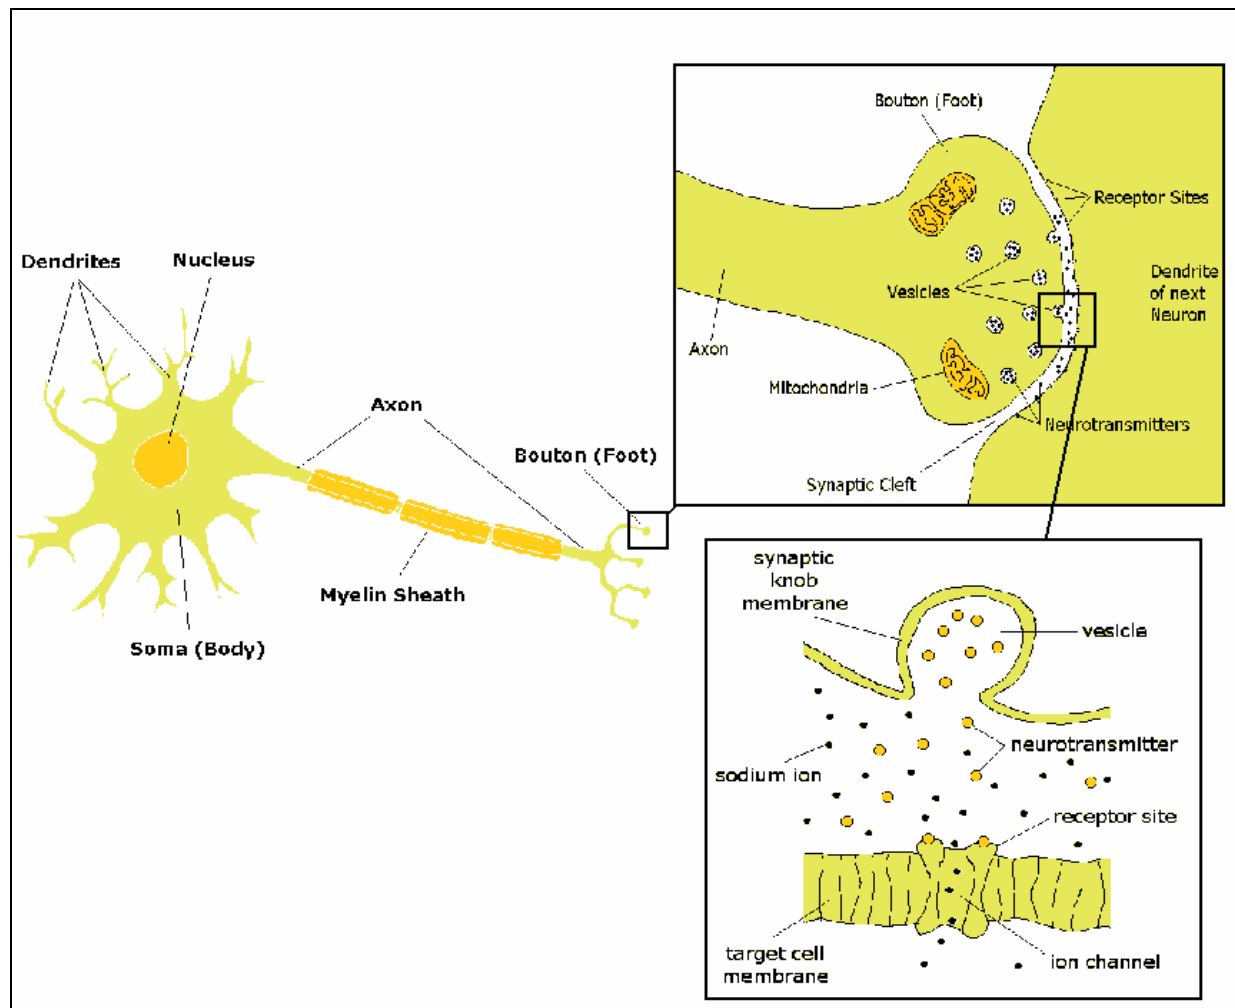 Dendrites
Nucleus
Axon
Bouton (Foot)
Myelin Sheath
Soma (Body)
Bouton (Foot)
Receptor Sites
Dendrite
of next
Neuron
Vesicles
Axon
Mitochondria
Neurotransmitters
Synaptic Cleft
synaptic
knob
membrane
vesicle
neurotransmitter
sodium ion
receptor site
target cell
membrane
ion channel